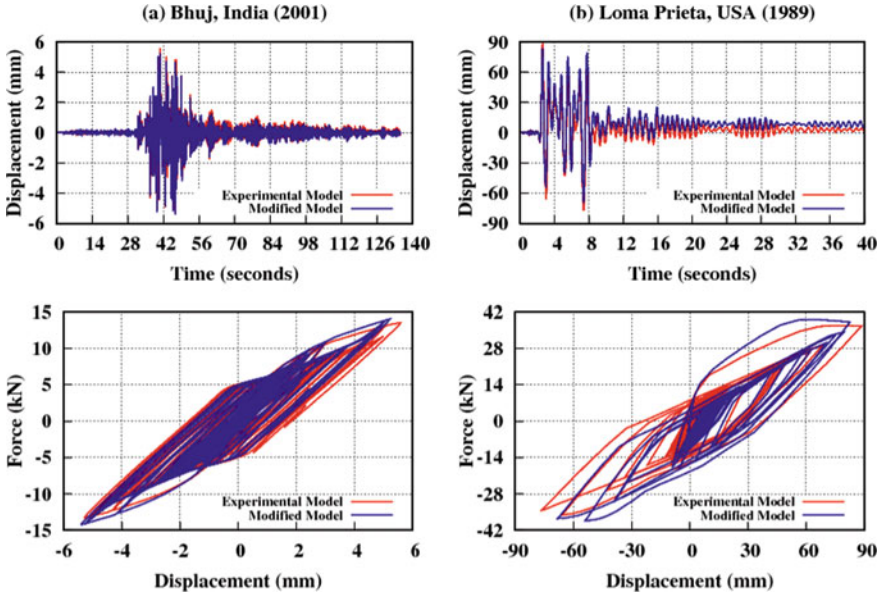 (a) Bhuj, India (2001)
(b) Loma Prieta, USA (1989)
6
4
2
0
-2
-4
-6
Displacement (mm)
Experimental Model
Modified Model
0 14 28 42 56 70 84 98 112 126 140
Time (seconds)
90
60
30
0
-30
-60
-90
Displacement (mm)
Experimental Model
Modified Model
0 4 8 12 16 20 24 28 32 36 40
Time (seconds)
15
10
5
0
-5
-10
-15
Force (kN)
Experimental Model
Modified Model
-6 -4 -2 0 2 4 6
Displacement (mm)
42
28
14
0
-14
-28
-42
Force (kN)
Experimental Model
Modified Model
-90 -60 -30 0 30 60 90
Displacement (mm)